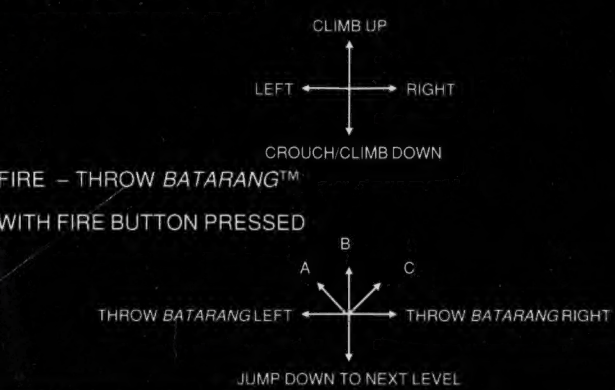 CLIMB UP
LEFT RIGHT
CROUCH/CLIMB DOWN
FIRE – THROW BATARANG™
WITH FIRE BUTTON PRESSED
B
A C
THROW BATARANG LEFT THROW BATARANG RIGHT
JUMP DOWN TO NEXT LEVEL